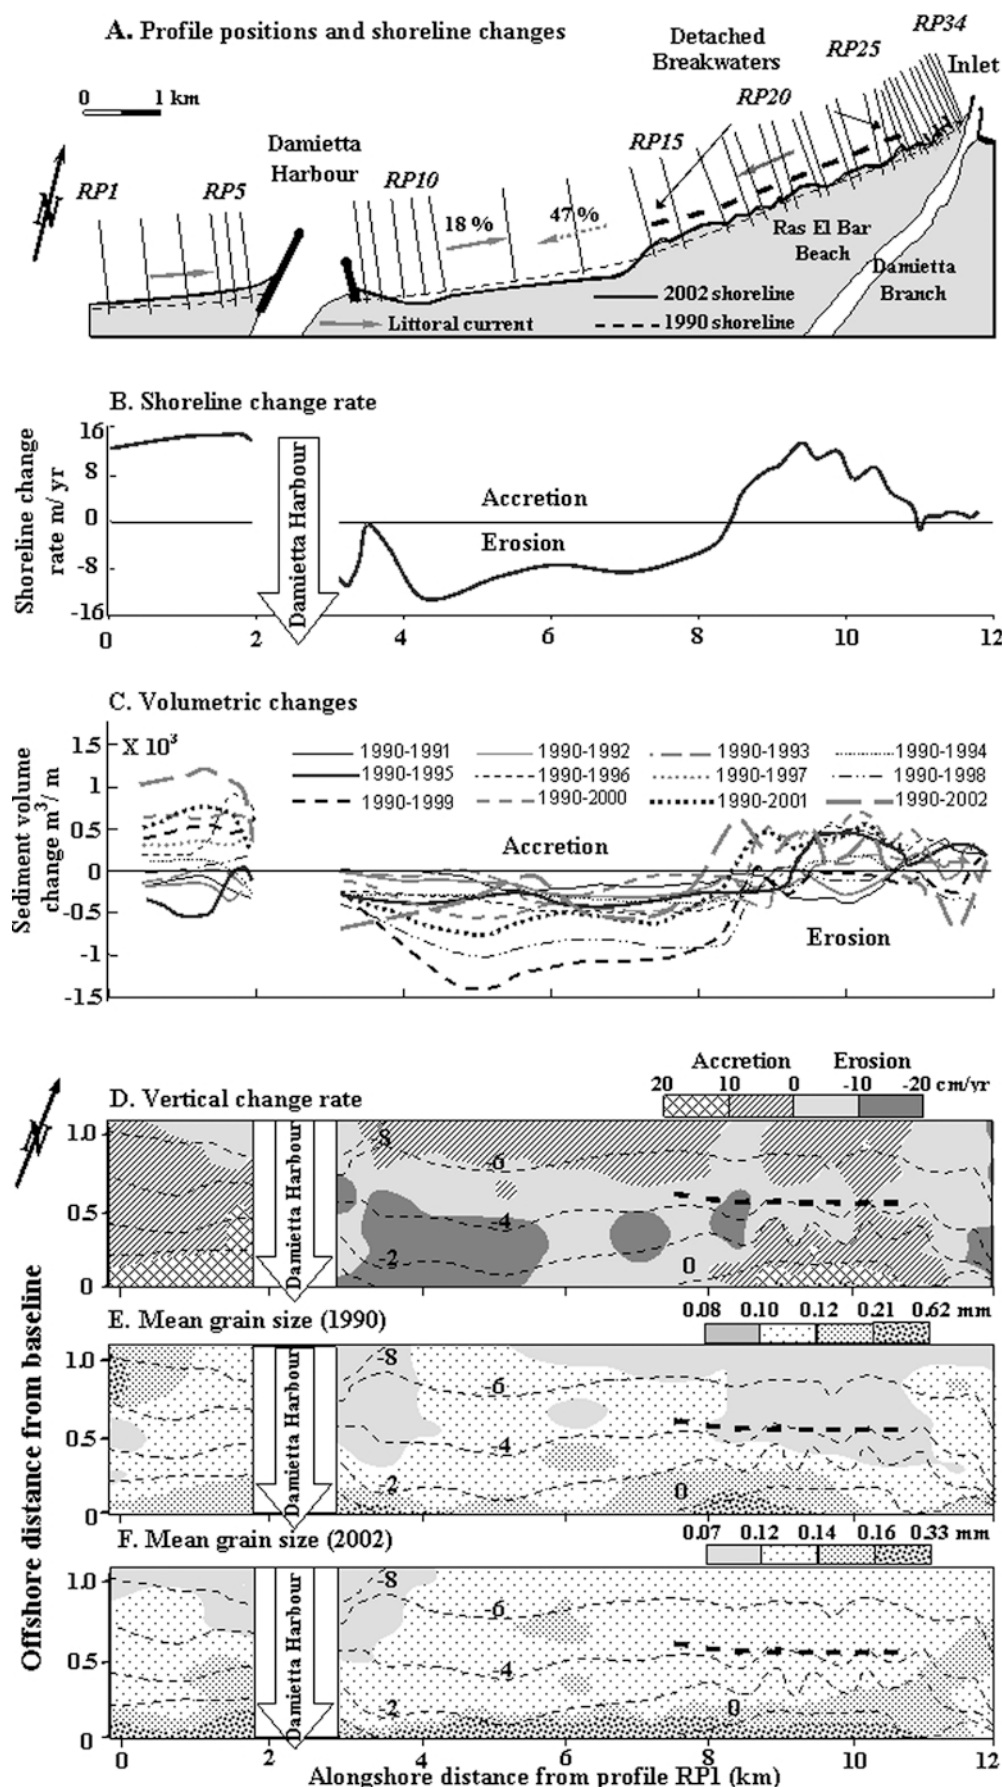 A. Profile positions and shoreline changes
RP34
Detached
Breakwaters
RP25
Inlet
0 1 km
RP20
Damietta
Harbour
RP15
N
RP1
RP5
RP10
18 %
47 %
Ras El Bar
Beach
Damietta
Branch
2002 shoreline
Littoral current
1990 shoreline
B. Shoreline change rate
Shoreline change
rate m/ yr
16
8
0
-8
-16
Damietta Harbour
Accretion
Erosion
0 2 4 6 8 10 12
C. Volumetric changes
Sediment volume
change m³/ m
1.5
1
0.5
0
-0.5
-1
-1.5
X 10³
1990-1991 1990-1992 1990-1993 1990-1994
1990-1995 1990-1996 1990-1997 1990-1998
1990-1999 1990-2000 1990-2001 1990-2002
Accretion
Erosion
N
Accretion Erosion
20 10 0 -10 -20 cm/yr
D. Vertical change rate
1.0
0.5
0
Damietta Harbour
-8
-6
-4
-2
0
0.08 0.10 0.12 0.21 0.62 mm
E. Mean grain size (1990)
1.0
0.5
0
Damietta Harbour
-8
-6
-4
-2
0
0.07 0.12 0.14 0.16 0.33 mm
F. Mean grain size (2002)
1.0
0.5
0
Damietta Harbour
-8
-6
-4
-2
0
Offshore distance from baseline
0 2 4 6 8 10 12
Alongshore distance from profile RP1 (km)